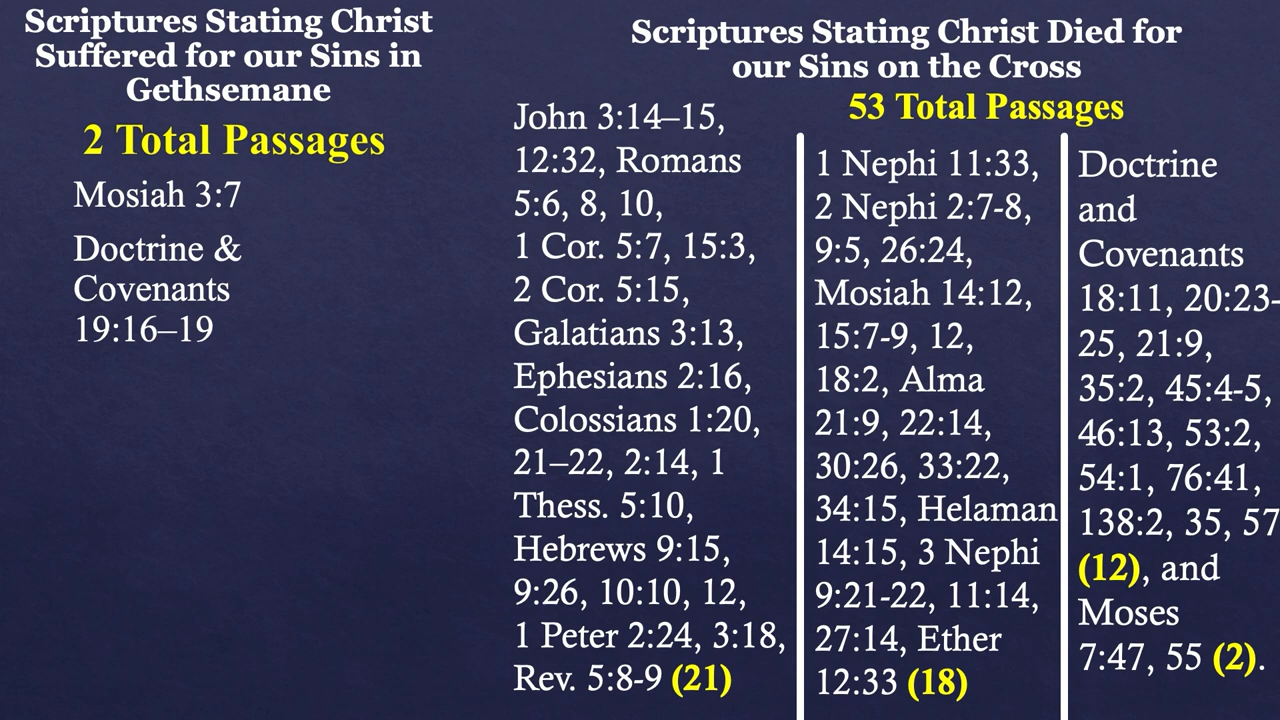 Scriptures Stating Christ
Suffered for our Sins in
Gethsemane
2 Total Passages
Mosiah 3:7
Doctrine &
Covenants
19:16–19
Scriptures Stating Christ Died for
our Sins on the Cross
53 Total Passages
John 3:14–15,
12:32, Romans
5:6, 8, 10,
1 Cor. 5:7, 15:3,
2 Cor. 5:15,
Galatians 3:13,
Ephesians 2:16,
Colossians 1:20,
21–22, 2:14, 1
Thess. 5:10,
Hebrews 9:15,
9:26, 10:10, 12,
1 Peter 2:24, 3:18,
Rev. 5:8-9 (21)
1 Nephi 11:33,
2 Nephi 2:7-8,
9:5, 26:24,
Mosiah 14:12,
15:7-9, 12,
18:2, Alma
21:9, 22:14,
30:26, 33:22,
34:15, Helaman
14:15, 3 Nephi
9:21-22, 11:14,
27:14, Ether
12:33 (18)
Doctrine
and
Covenants
18:11, 20:23-
25, 21:9,
35:2, 45:4-5,
46:13, 53:2,
54:1, 76:41,
138:2, 35, 57
(12), and
Moses
7:47, 55 (2).